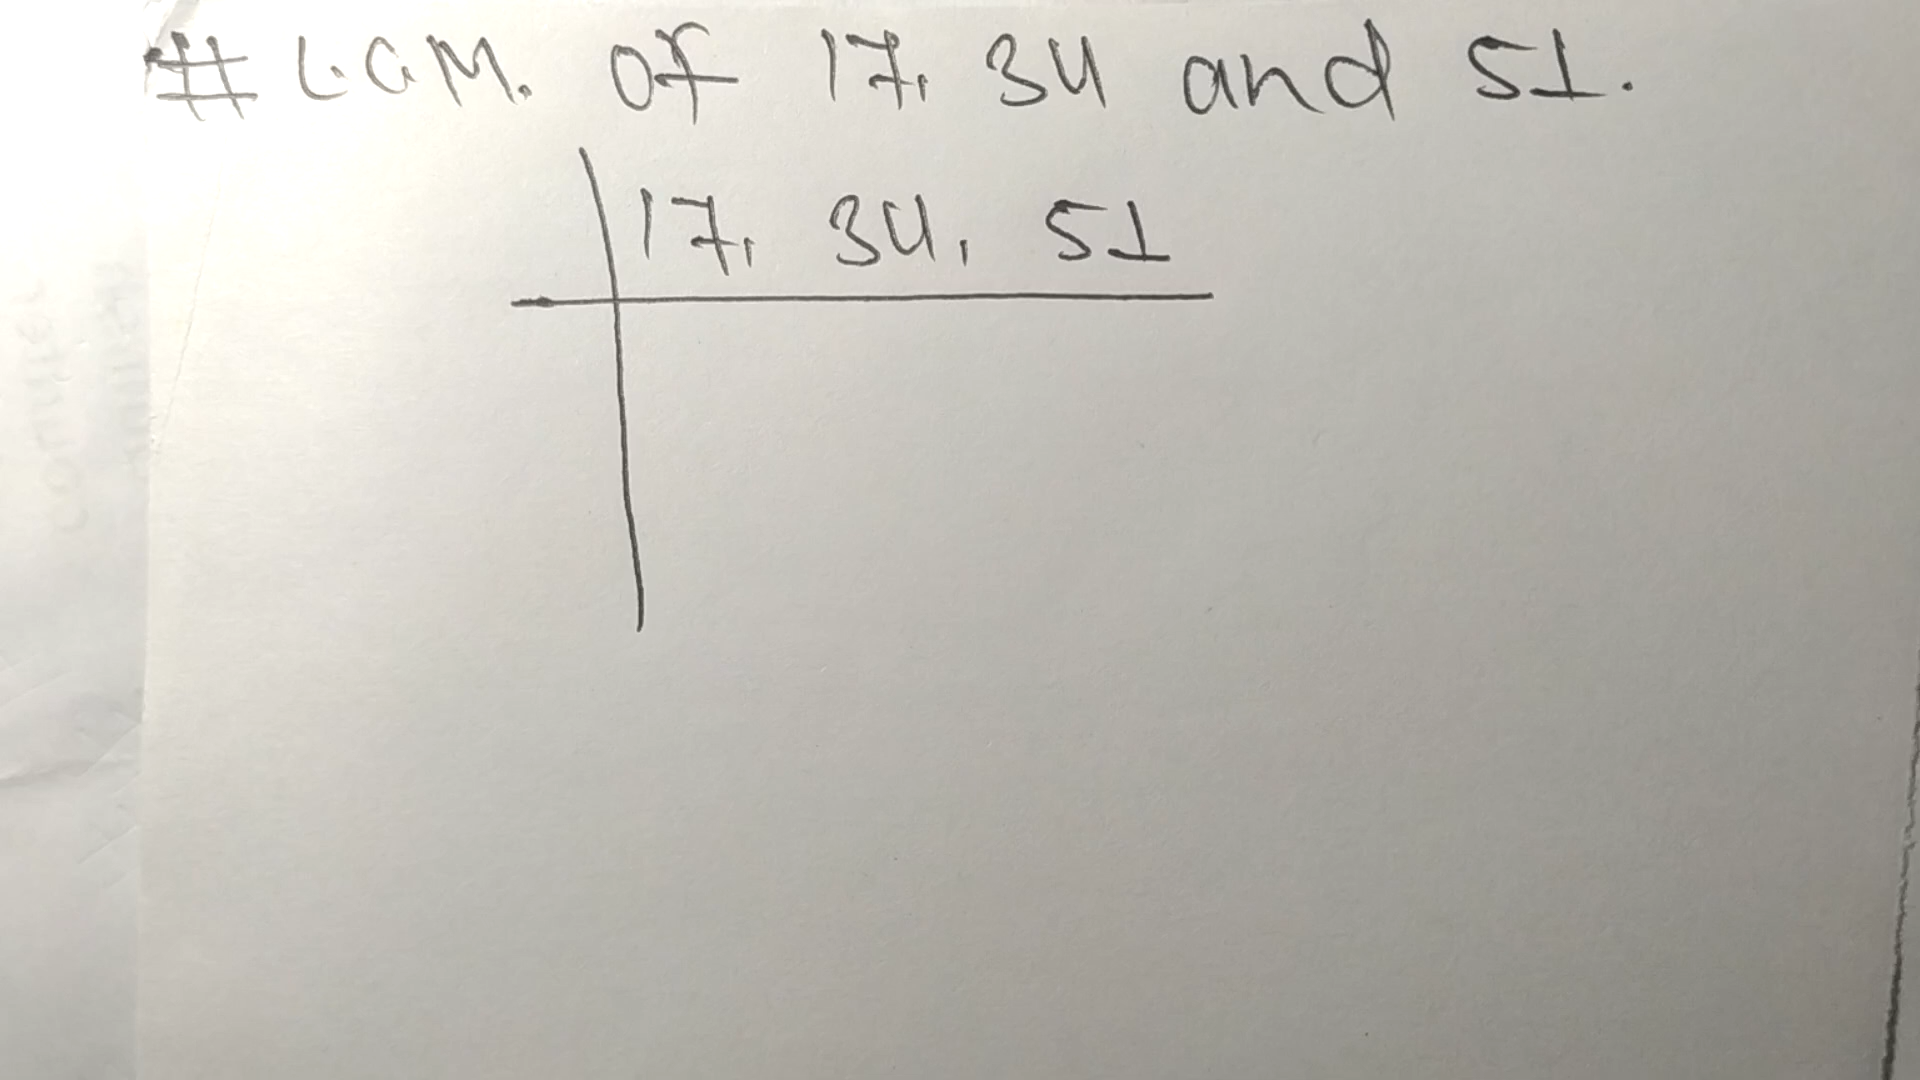 # L.C.M. of 17, 34 and 51.
17, 34, 51